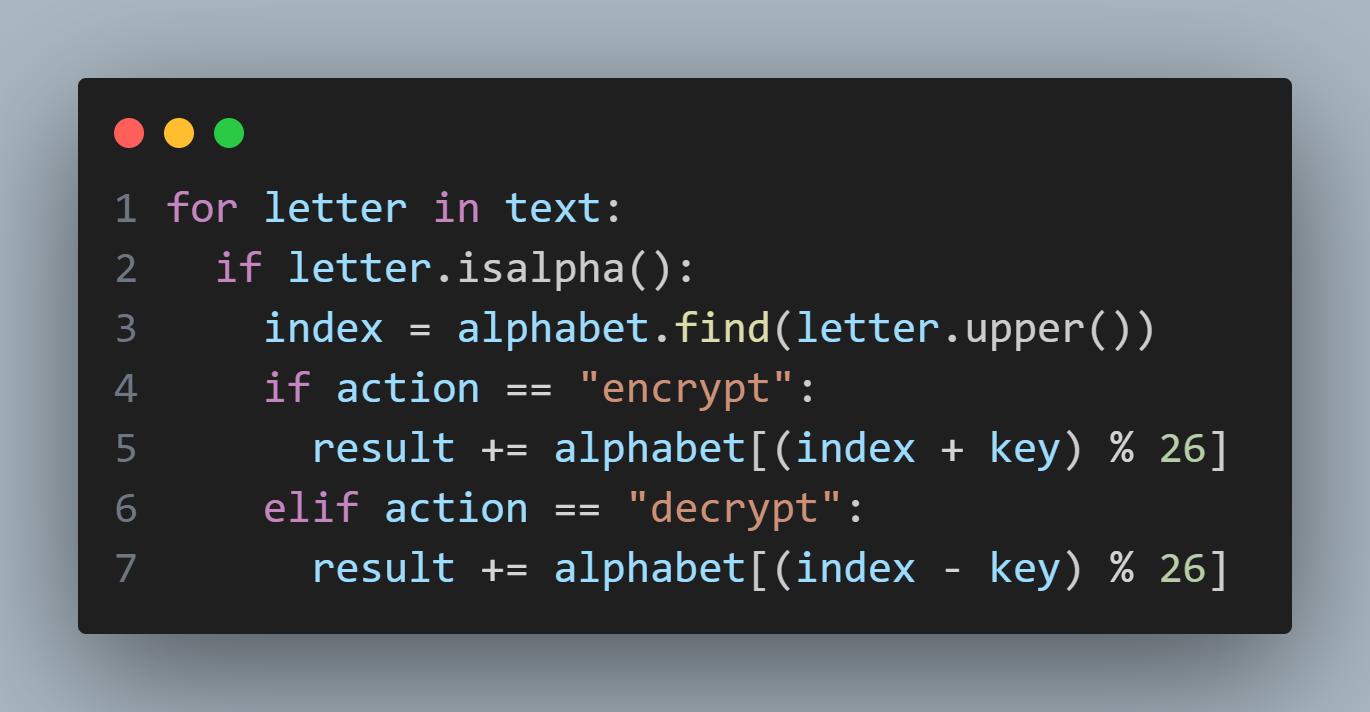 1 for letter in text:
2   if letter.isalpha():
3     index = alphabet.find(letter.upper())
4     if action == "encrypt":
5       result += alphabet[(index + key) % 26]
6     elif action == "decrypt":
7       result += alphabet[(index - key) % 26]